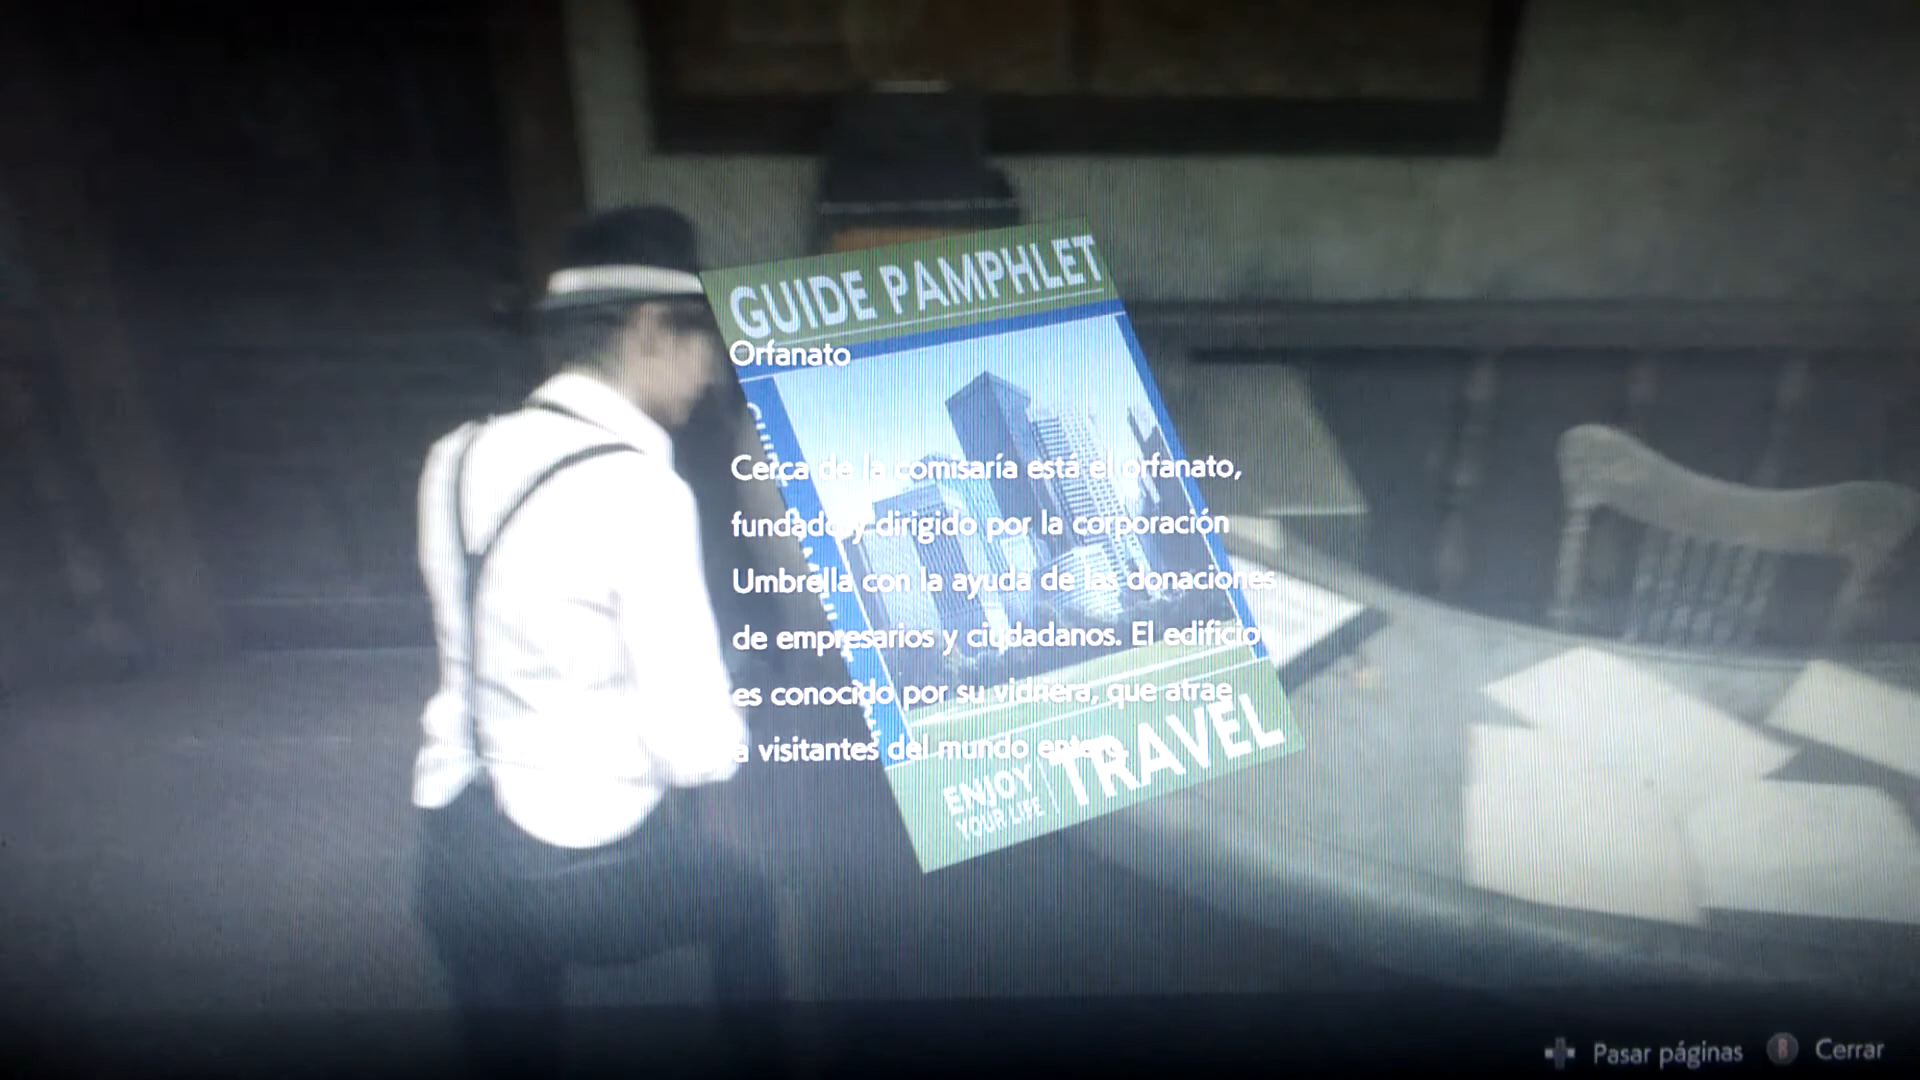 GUIDE PAMPHLET
Orfanato
Cerca de la comisaría está el orfanato,
fundado y dirigido por la corporación
Umbrella con la ayuda de las donaciones
de empresarios y ciudadanos. El edificio
es conocido por su vidriera, que atrae
a visitantes del mundo entero.
ENJOY
YOUR LIFE
TRAVEL
Pasar páginas
B Cerrar